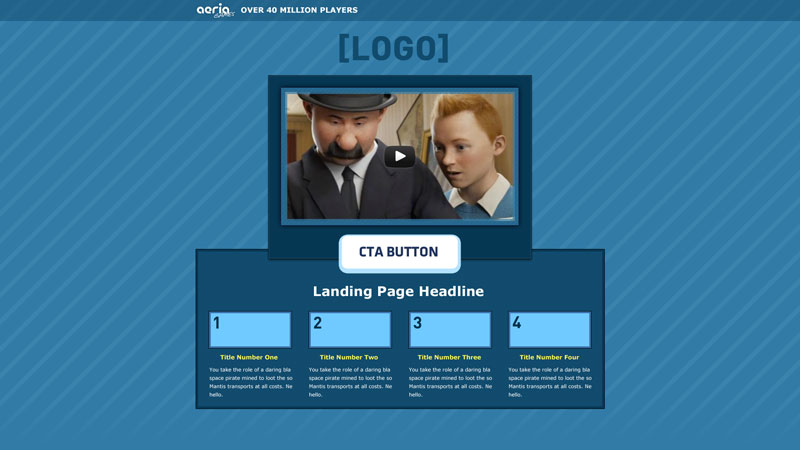 aeria GAMES
OVER 40 MILLION PLAYERS
[LOGO]
CTA BUTTON
Landing Page Headline
1
2
3
4
Title Number One
Title Number Two
Title Number Three
Title Number Four
You take the role of a daring bla
space pirate mined to loot the so
Mantis transports at all costs. Ne
hello.
You take the role of a daring bla
space pirate mined to loot the so
Mantis transports at all costs. Ne
hello.
You take the role of a daring bla
space pirate mined to loot the so
Mantis transports at all costs. Ne
hello.
You take the role of a daring bla
space pirate mined to loot the so
Mantis transports at all costs. Ne
hello.